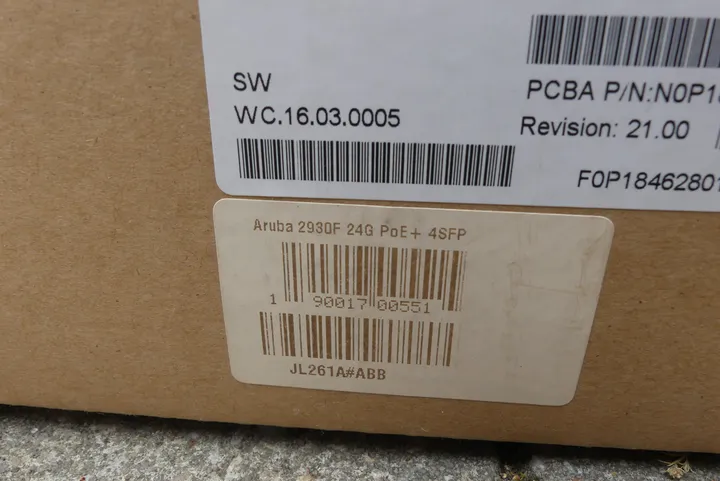 SW
WC.16.03.0005
PCBA P/N:N0P18
Revision: 21.00
F0P18462801
Aruba 2930F 24G PoE+ 4SFP
1 90017 00551
JL261A#ABB